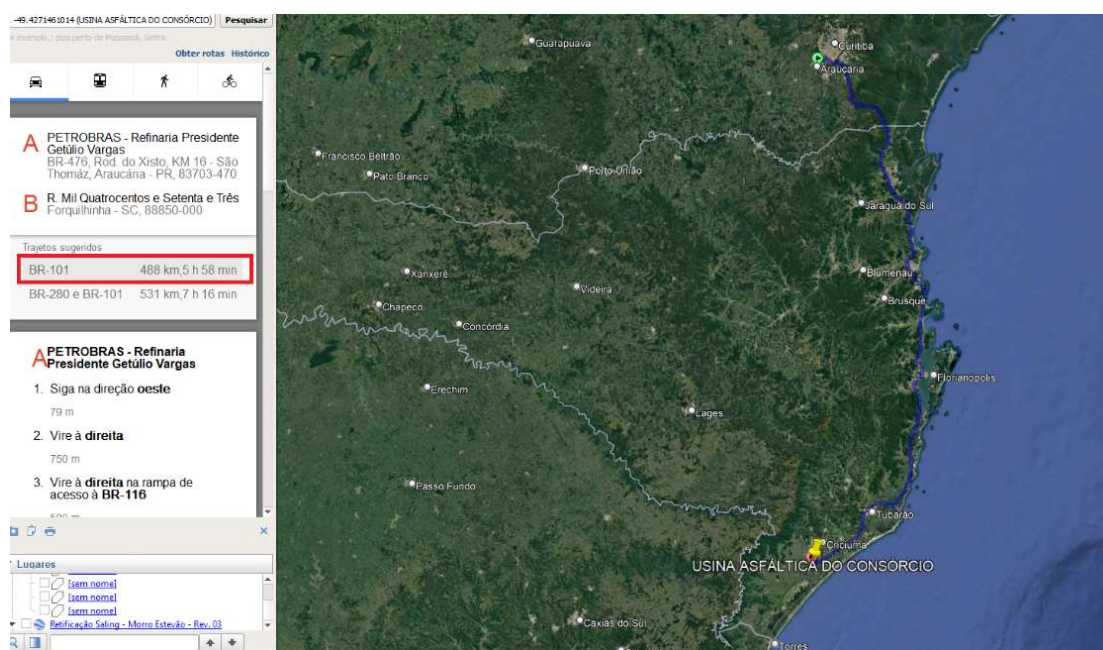 -49.4271461014 (USINA ASFÁLTICA DO CONSÓRCIO) Pesquisar
Obter rotas Histórico
A PETROBRAS - Refinaria Presidente
Getúlio Vargas
BR-476, Rod. do Xisto, KM 16 - São
Thomáz, Araucária - PR, 83703-470
B R. Mil Quatrocentos e Setenta e Três
Forquilhinha - SC, 88850-000
Trajetos sugeridos
BR-101 488 km,5 h 58 min
BR-280 e BR-101 531 km,7 h 16 min
A PETROBRAS - Refinaria
Presidente Getúlio Vargas
1. Siga na direção oeste
79 m
2. Vire à direita
750 m
3. Vire à direita na rampa de
acesso à BR-116
Lugares
[sem nome]
[sem nome]
[sem nome]
Retificação Saling - Morro Estevão - Rev. 03
Guarapuava
Curitiba
Araucária
Francisco Beltrão
Pato Branco
Porto União
Jaraguá do Sul
Xanxerê
Blumenau
Videira
Brusque
Chapecó
Concórdia
Florianópolis
Erechim
Lages
Passo Fundo
Tubarão
Criciúma
USINA ASFÁLTICA DO CONSÓRCIO
Caxias do Sul
Torres